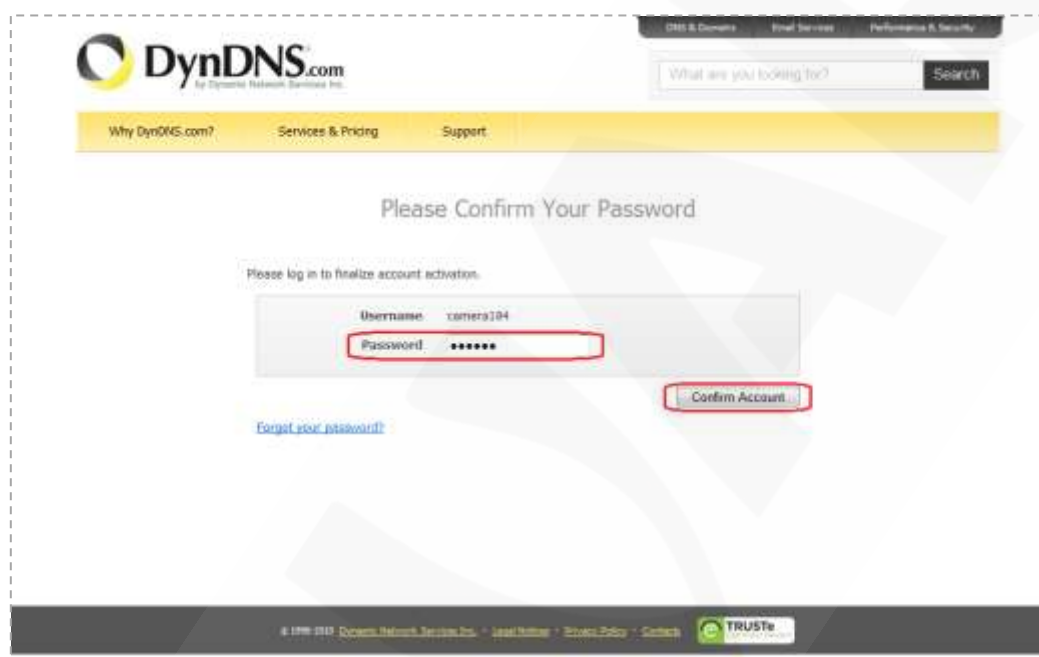 DNS & Domains Email Services Performance & Security
DynDNS.com
by Dynamic Network Services Inc.
What are you looking for?
Search
Why DynDNS.com? Services & Pricing Support
Please Confirm Your Password
Please log in to finalize account activation.
Username camera104
Password ●●●●●●
Confirm Account
Forgot your password?
Dynamic Network Services Inc. - Legal Notices - Privacy Policy - Contacts
TRUSTe